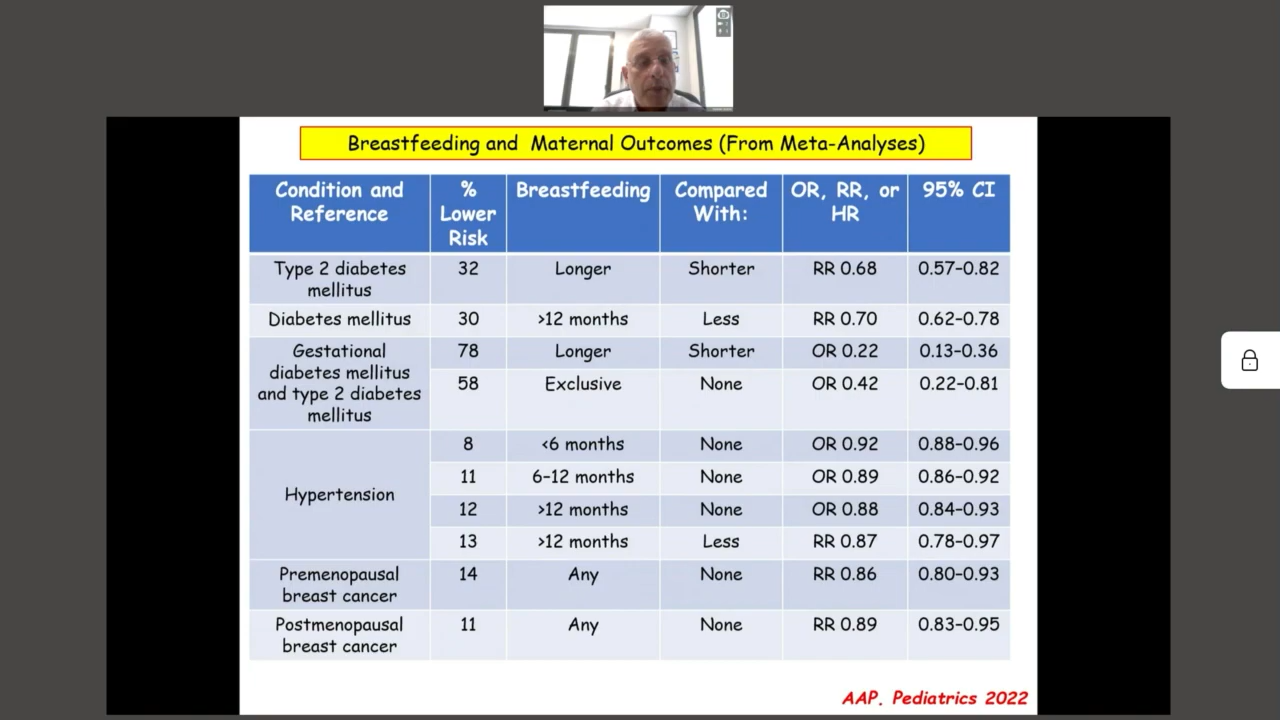 Breastfeeding and Maternal Outcomes (From Meta-Analyses)
Condition and Reference | % Lower Risk | Breastfeeding | Compared With: | OR, RR, or HR | 95% CI
Type 2 diabetes mellitus | 32 | Longer | Shorter | RR 0.68 | 0.57–0.82
Diabetes mellitus | 30 | >12 months | Less | RR 0.70 | 0.62–0.78
Gestational diabetes mellitus and type 2 diabetes mellitus | 78 | Longer | Shorter | OR 0.22 | 0.13–0.36
58 | Exclusive | None | OR 0.42 | 0.22–0.81
Hypertension | 8 | <6 months | None | OR 0.92 | 0.88–0.96
11 | 6–12 months | None | OR 0.89 | 0.86–0.92
12 | >12 months | None | OR 0.88 | 0.84–0.93
13 | >12 months | Less | RR 0.87 | 0.78–0.97
Premenopausal breast cancer | 14 | Any | None | RR 0.86 | 0.80–0.93
Postmenopausal breast cancer | 11 | Any | None | RR 0.89 | 0.83–0.95
AAP. Pediatrics 2022